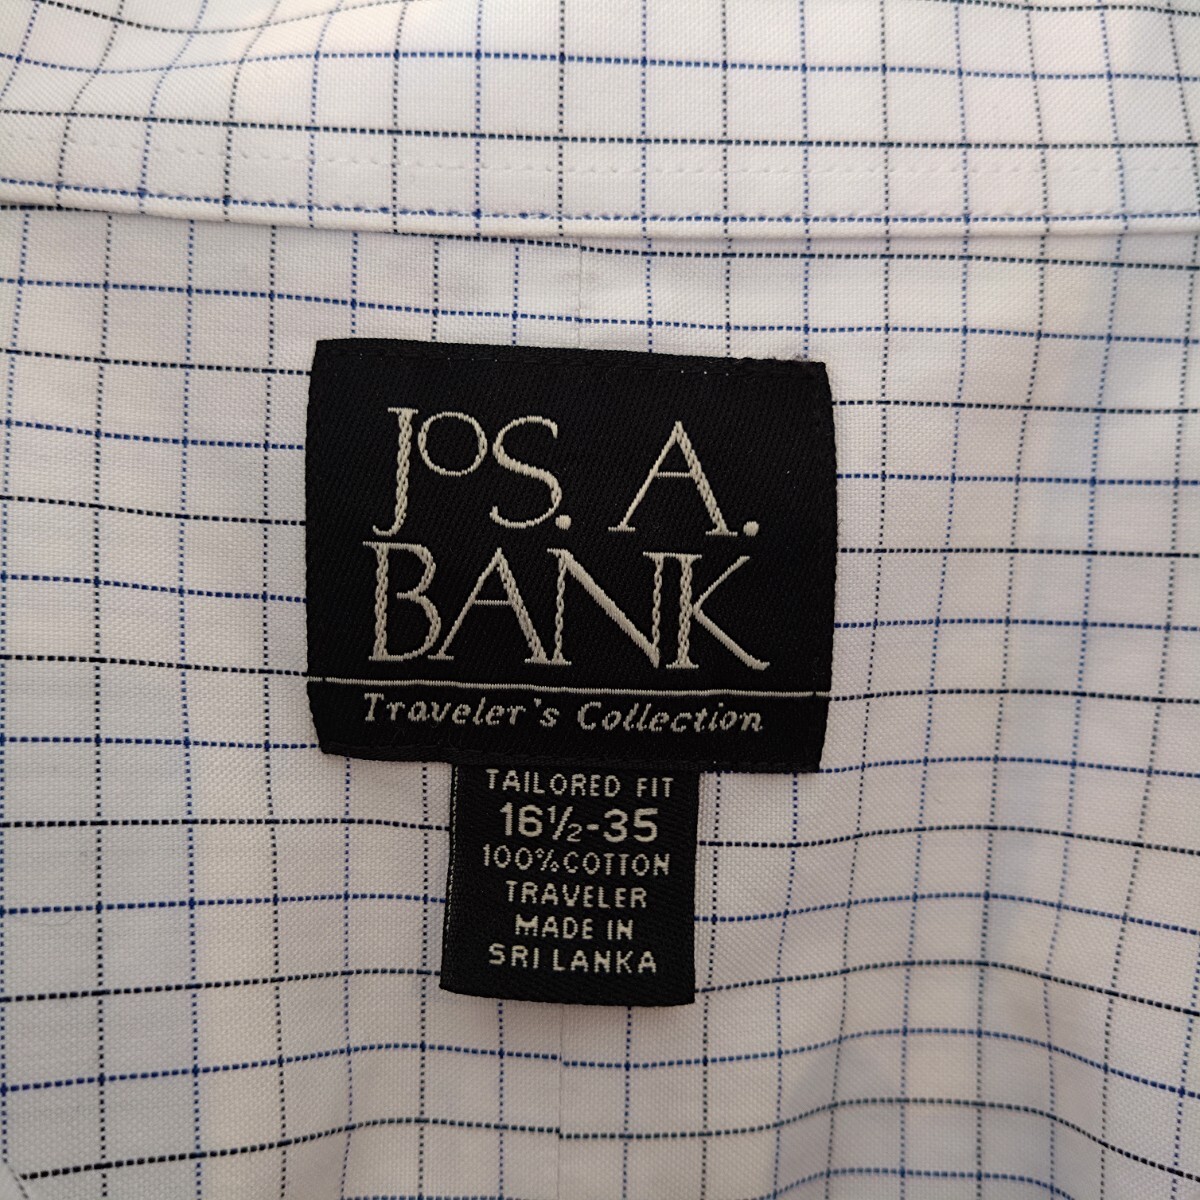 JOS. A.
BANK
Traveler's Collection
TAILORED FIT
16½-35
100% COTTON
TRAVELER
MADE IN
SRI LANKA